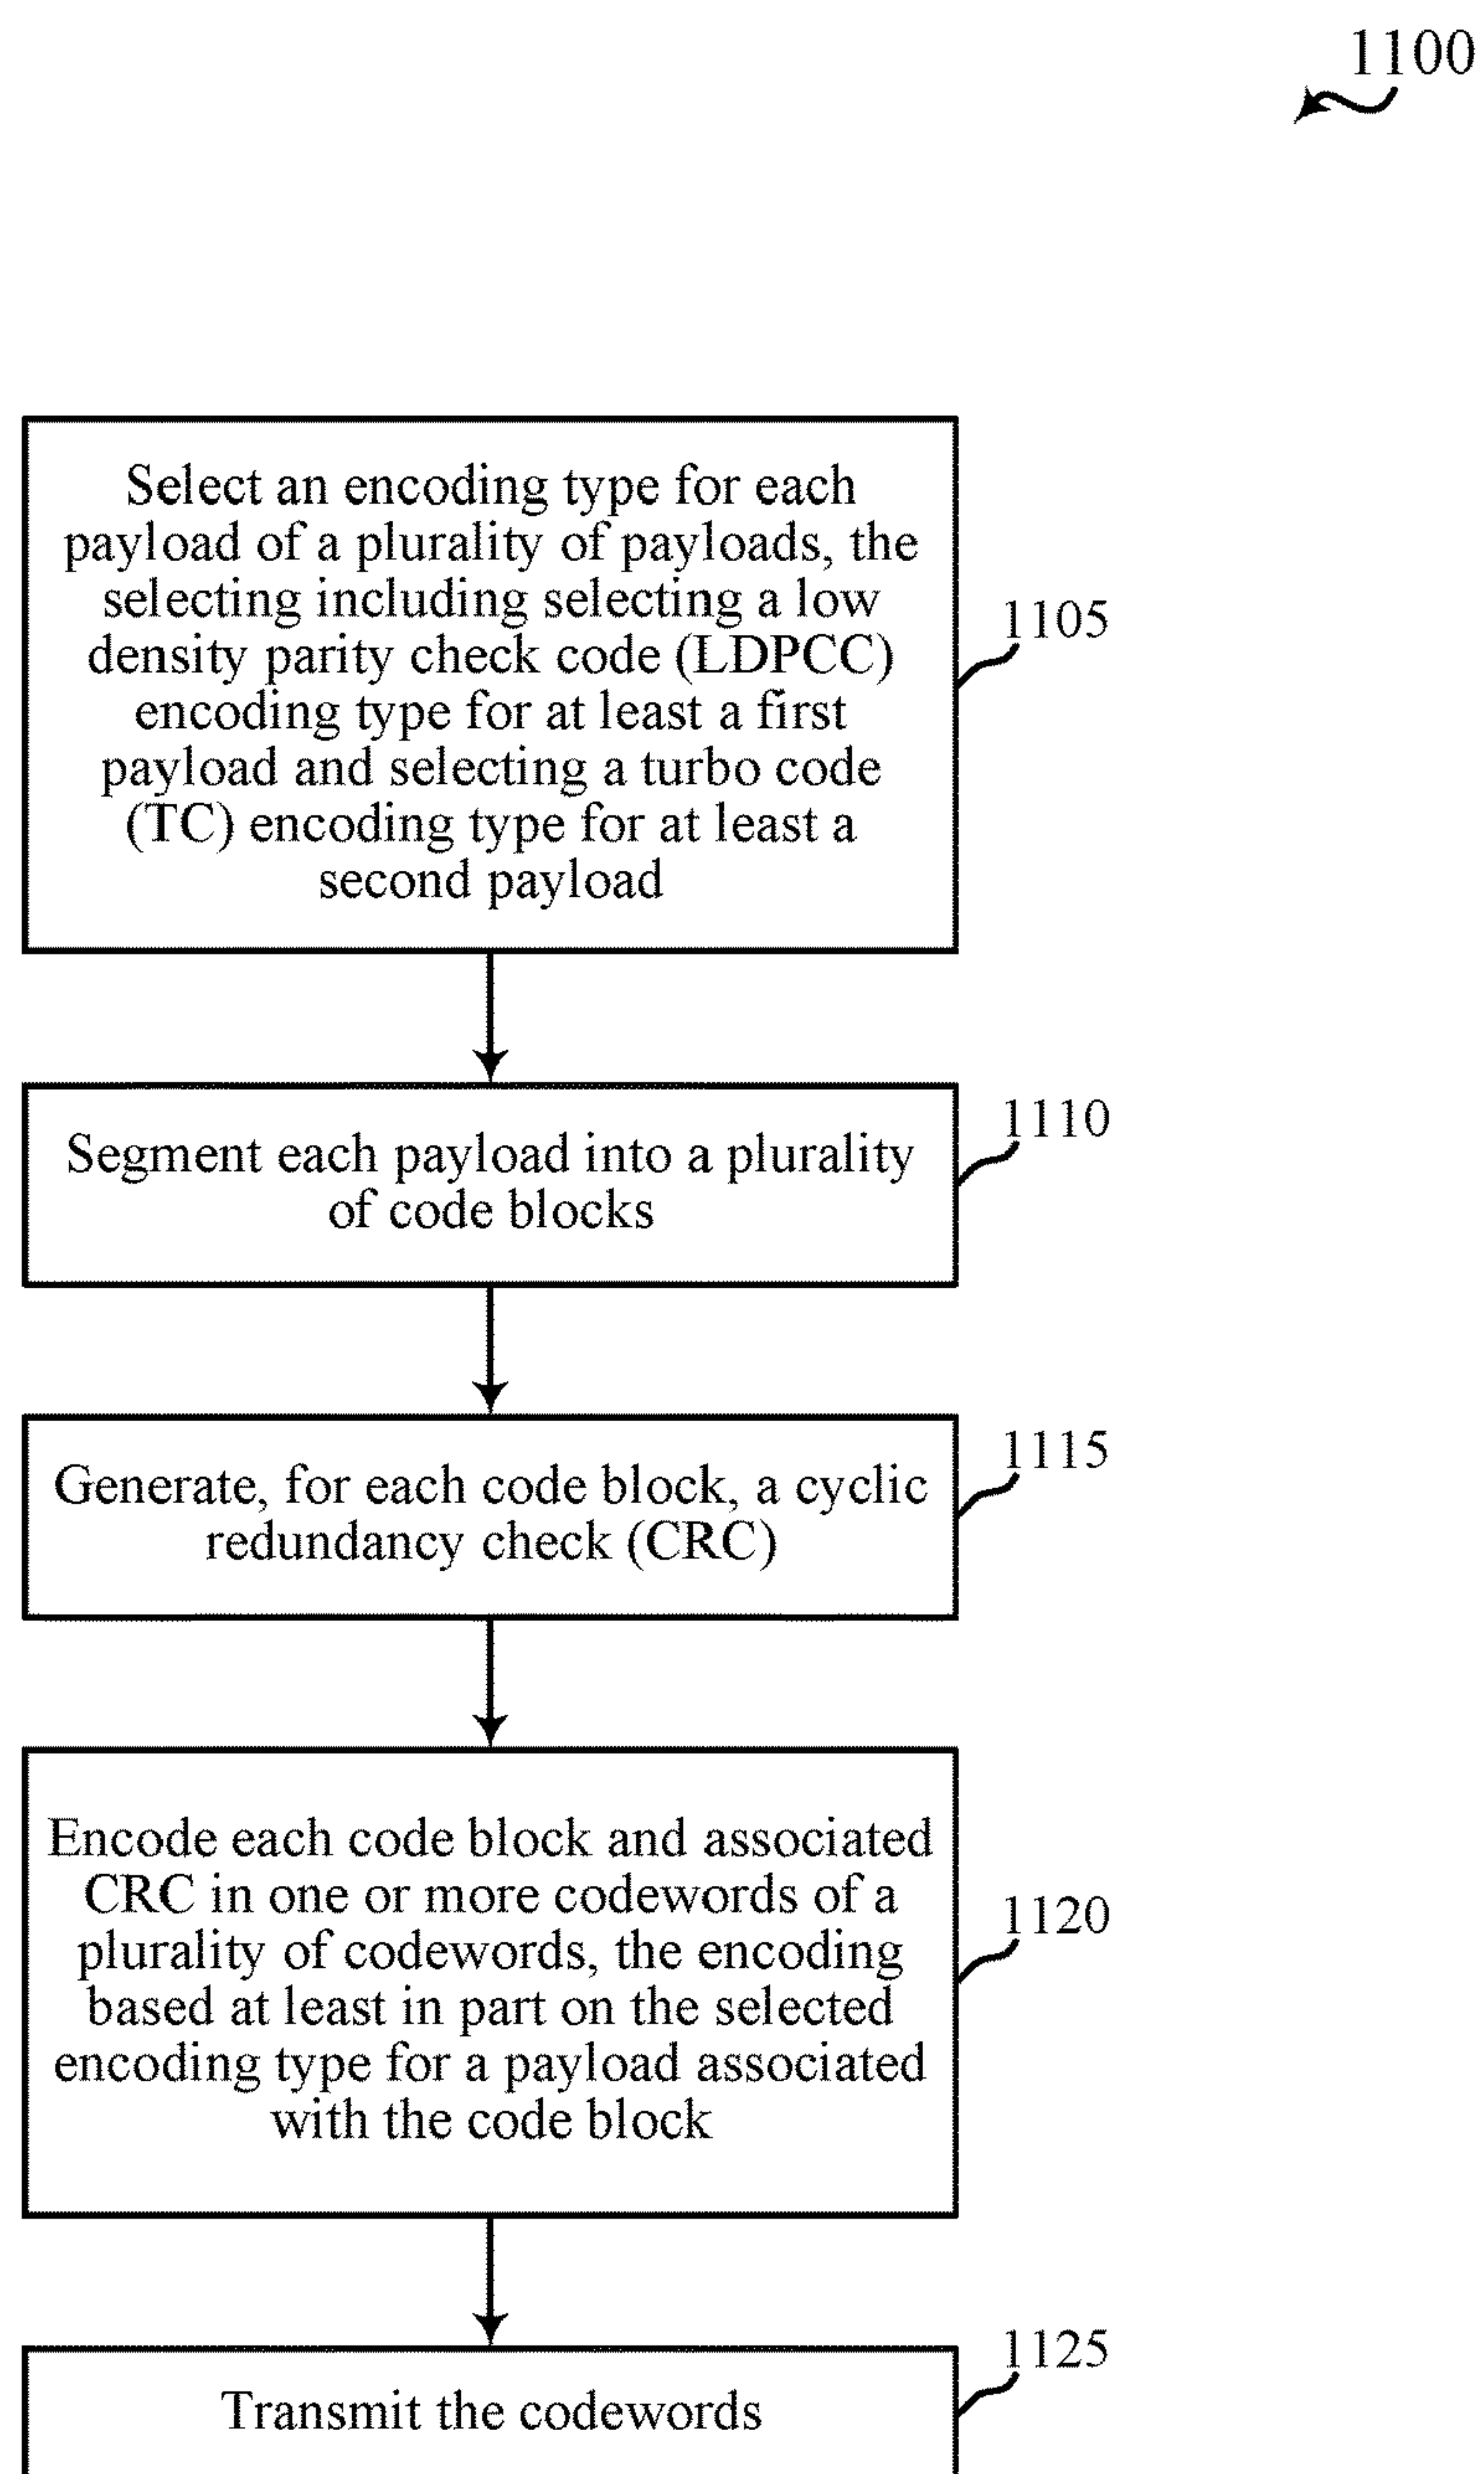 1100
Select an encoding type for each
payload of a plurality of payloads, the
selecting including selecting a low
density parity check code (LDPCC)
encoding type for at least a first
payload and selecting a turbo code
(TC) encoding type for at least a
second payload
1105
Segment each payload into a plurality
of code blocks
1110
Generate, for each code block, a cyclic
redundancy check (CRC)
1115
Encode each code block and associated
CRC in one or more codewords of a
plurality of codewords, the encoding
based at least in part on the selected
encoding type for a payload associated
with the code block
1120
Transmit the codewords
1125